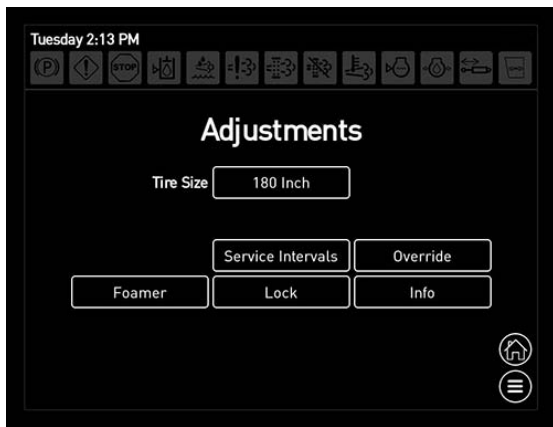 Tuesday 2:13 PM
(P) STOP
Adjustments
Tire Size 180 Inch
Service Intervals Override
Foamer Lock Info